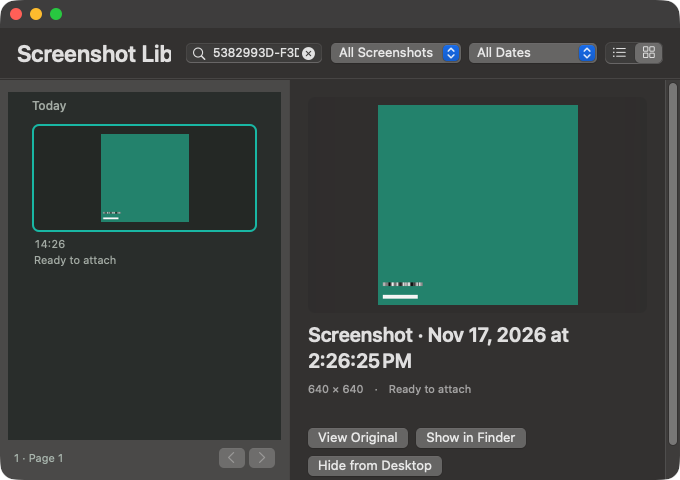 Screenshot Lib
5382993D-F3D
All Screenshots
All Dates
Today
14:26
Ready to attach
Screenshot · Nov 17, 2026 at
2:26:25 PM
640 × 640 · Ready to attach
View Original
Show in Finder
Hide from Desktop
1 · Page 1